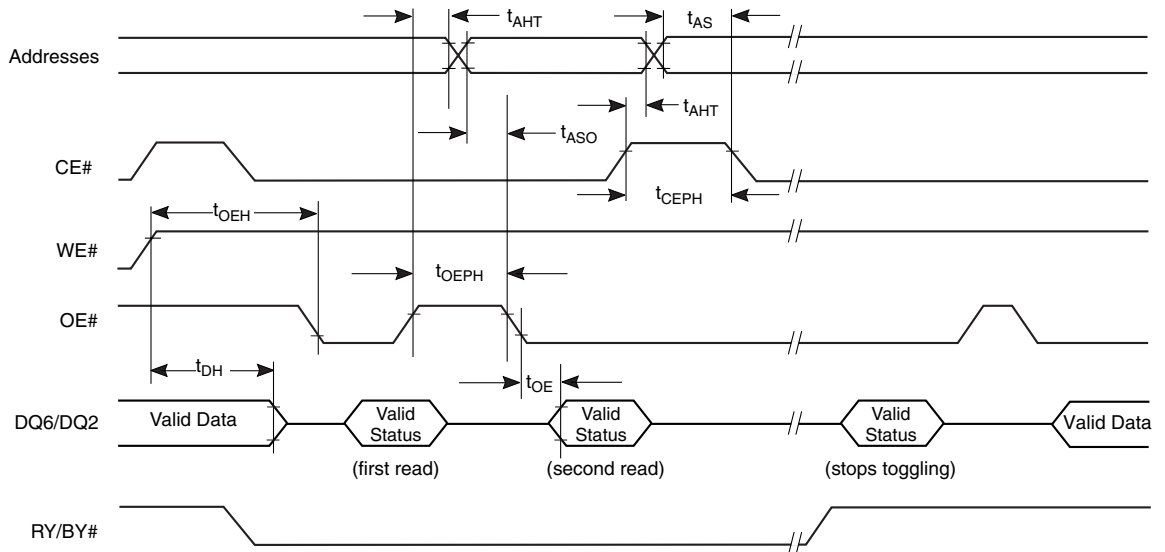 tAHT
tAS
Addresses
tAHT
tASO
CE#
tCEPH
tOEH
WE#
tOEPH
OE#
tDH
tOE
DQ6/DQ2
Valid Data
Valid
Status
Valid
Status
Valid
Status
Valid Data
(first read)
(second read)
(stops toggling)
RY/BY#